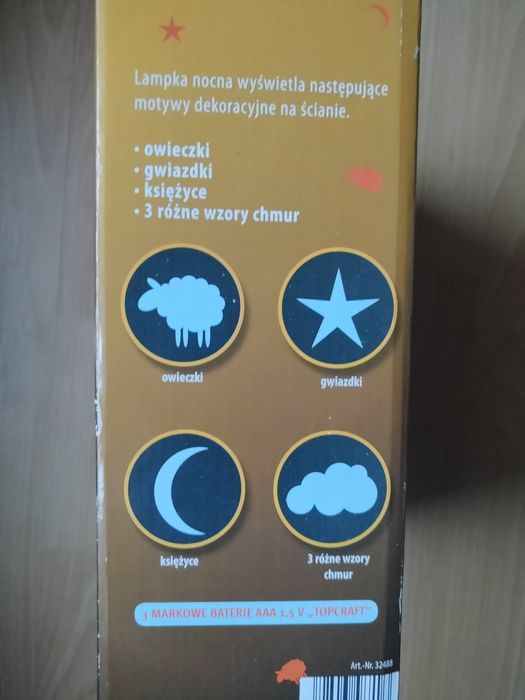 Lampka nocna wyświetla następujące
motywy dekoracyjne na ścianie.
• owieczki
• gwiazdki
• księżyce
• 3 różne wzory chmur
owieczki
gwiazdki
księżyce
3 różne wzory
chmur
3 MARKOWE BATERIE AAA 1,5 V „TOPCRAFT“
Art.-Nr. 32488